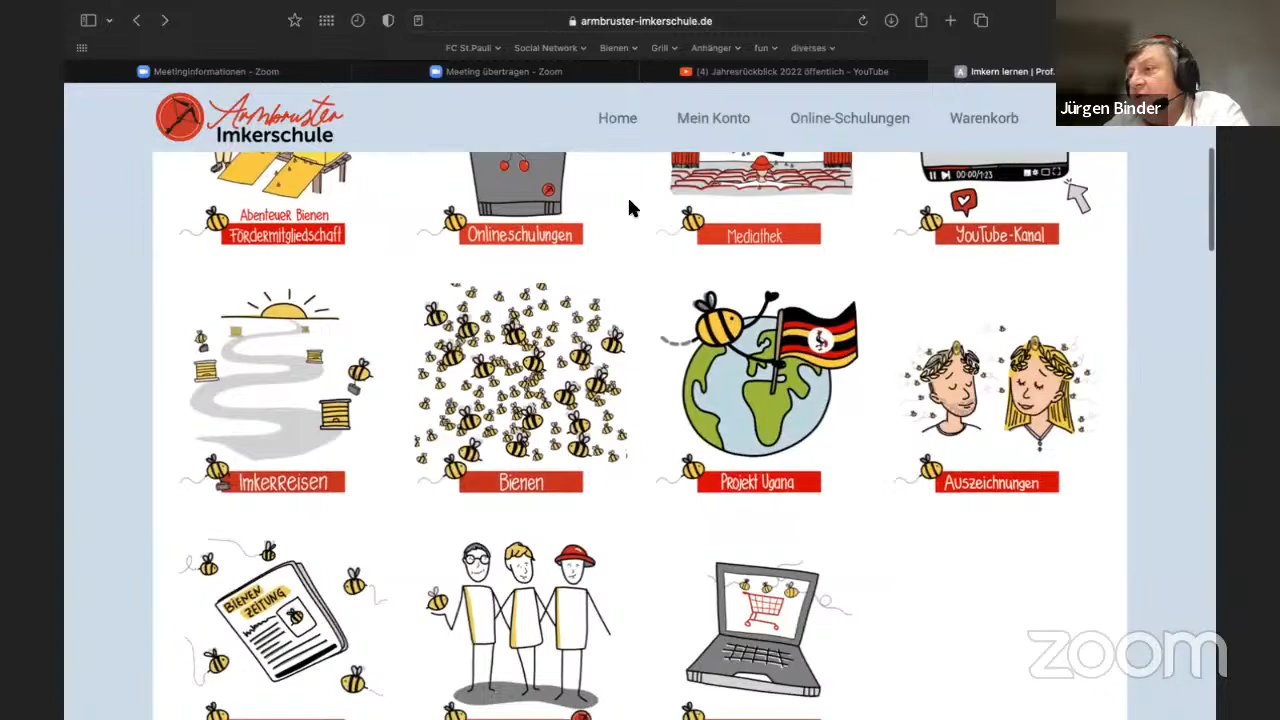 armbruster-imkerschule.de
FC St.Pauli Social Network Bienen Grill Anhänger fun diverses
Meetinginformationen - Zoom
Meeting übertragen - Zoom
(4) Jahresrückblick 2022 öffentlich - YouTube
A Imkern lernen | Prof.
Jürgen Binder
Armbruster
Imkerschule
Home Mein Konto Online-Schulungen Warenkorb
00:00/1:23
Abenteuer Bienen
Fördermitgliedschaft
Onlineschulungen
Mediathek
YouTube-Kanal
ImkerReisen
Bienen
Projekt Ugana
Auszeichnungen
BIENEN
ZEITUNG
zoom